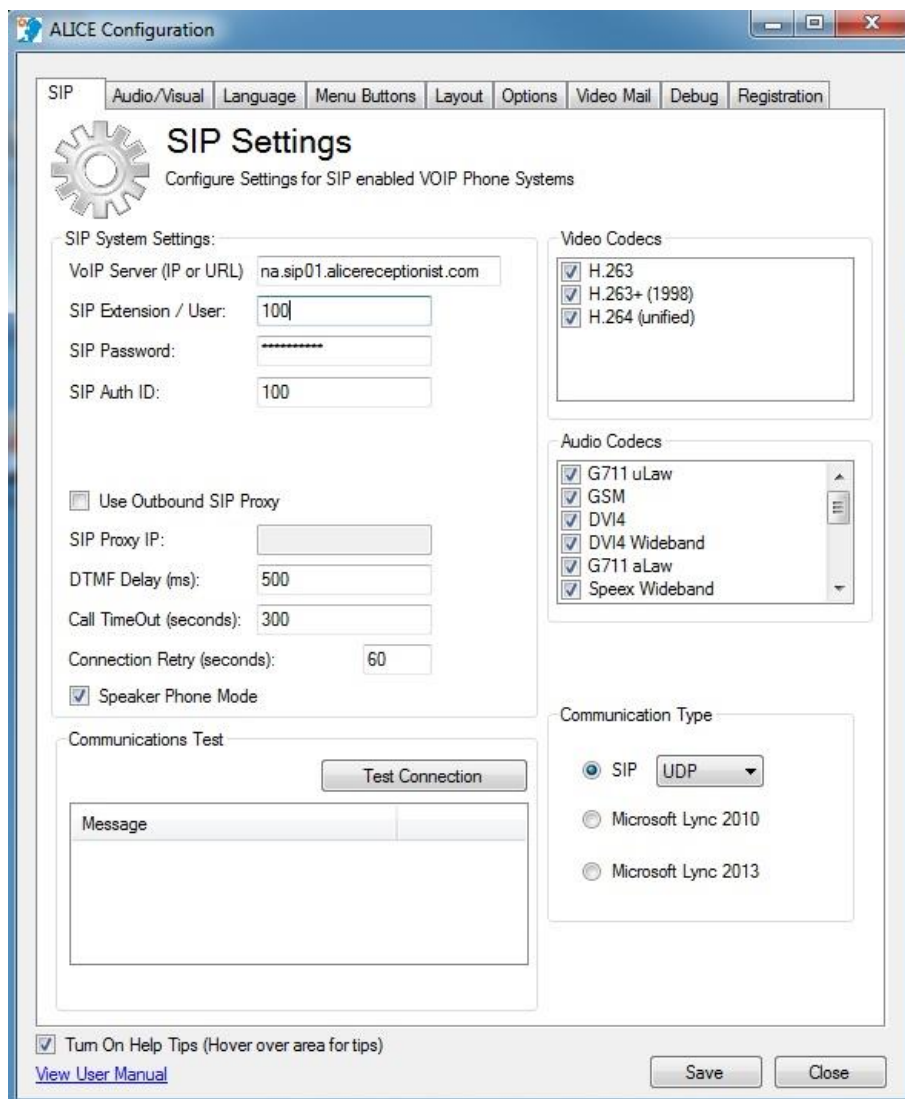 ALICE Configuration
SIP
Audio/Visual
Language
Menu Buttons
Layout
Options
Video Mail
Debug
Registration
SIP Settings
Configure Settings for SIP enabled VOIP Phone Systems
SIP System Settings:
VoIP Server (IP or URL) na.sip01.alicereceptionist.com
SIP Extension / User: 100
SIP Password: **********
SIP Auth ID: 100
Use Outbound SIP Proxy
SIP Proxy IP:
DTMF Delay (ms): 500
Call TimeOut (seconds): 300
Connection Retry (seconds): 60
Speaker Phone Mode
Communications Test
Test Connection
Message
Video Codecs
H.263
H.263+ (1998)
H.264 (unified)
Audio Codecs
G711 uLaw
GSM
DVI4
DVI4 Wideband
G711 aLaw
Speex Wideband
Communication Type
SIP UDP
Microsoft Lync 2010
Microsoft Lync 2013
Turn On Help Tips (Hover over area for tips)
View User Manual
Save
Close